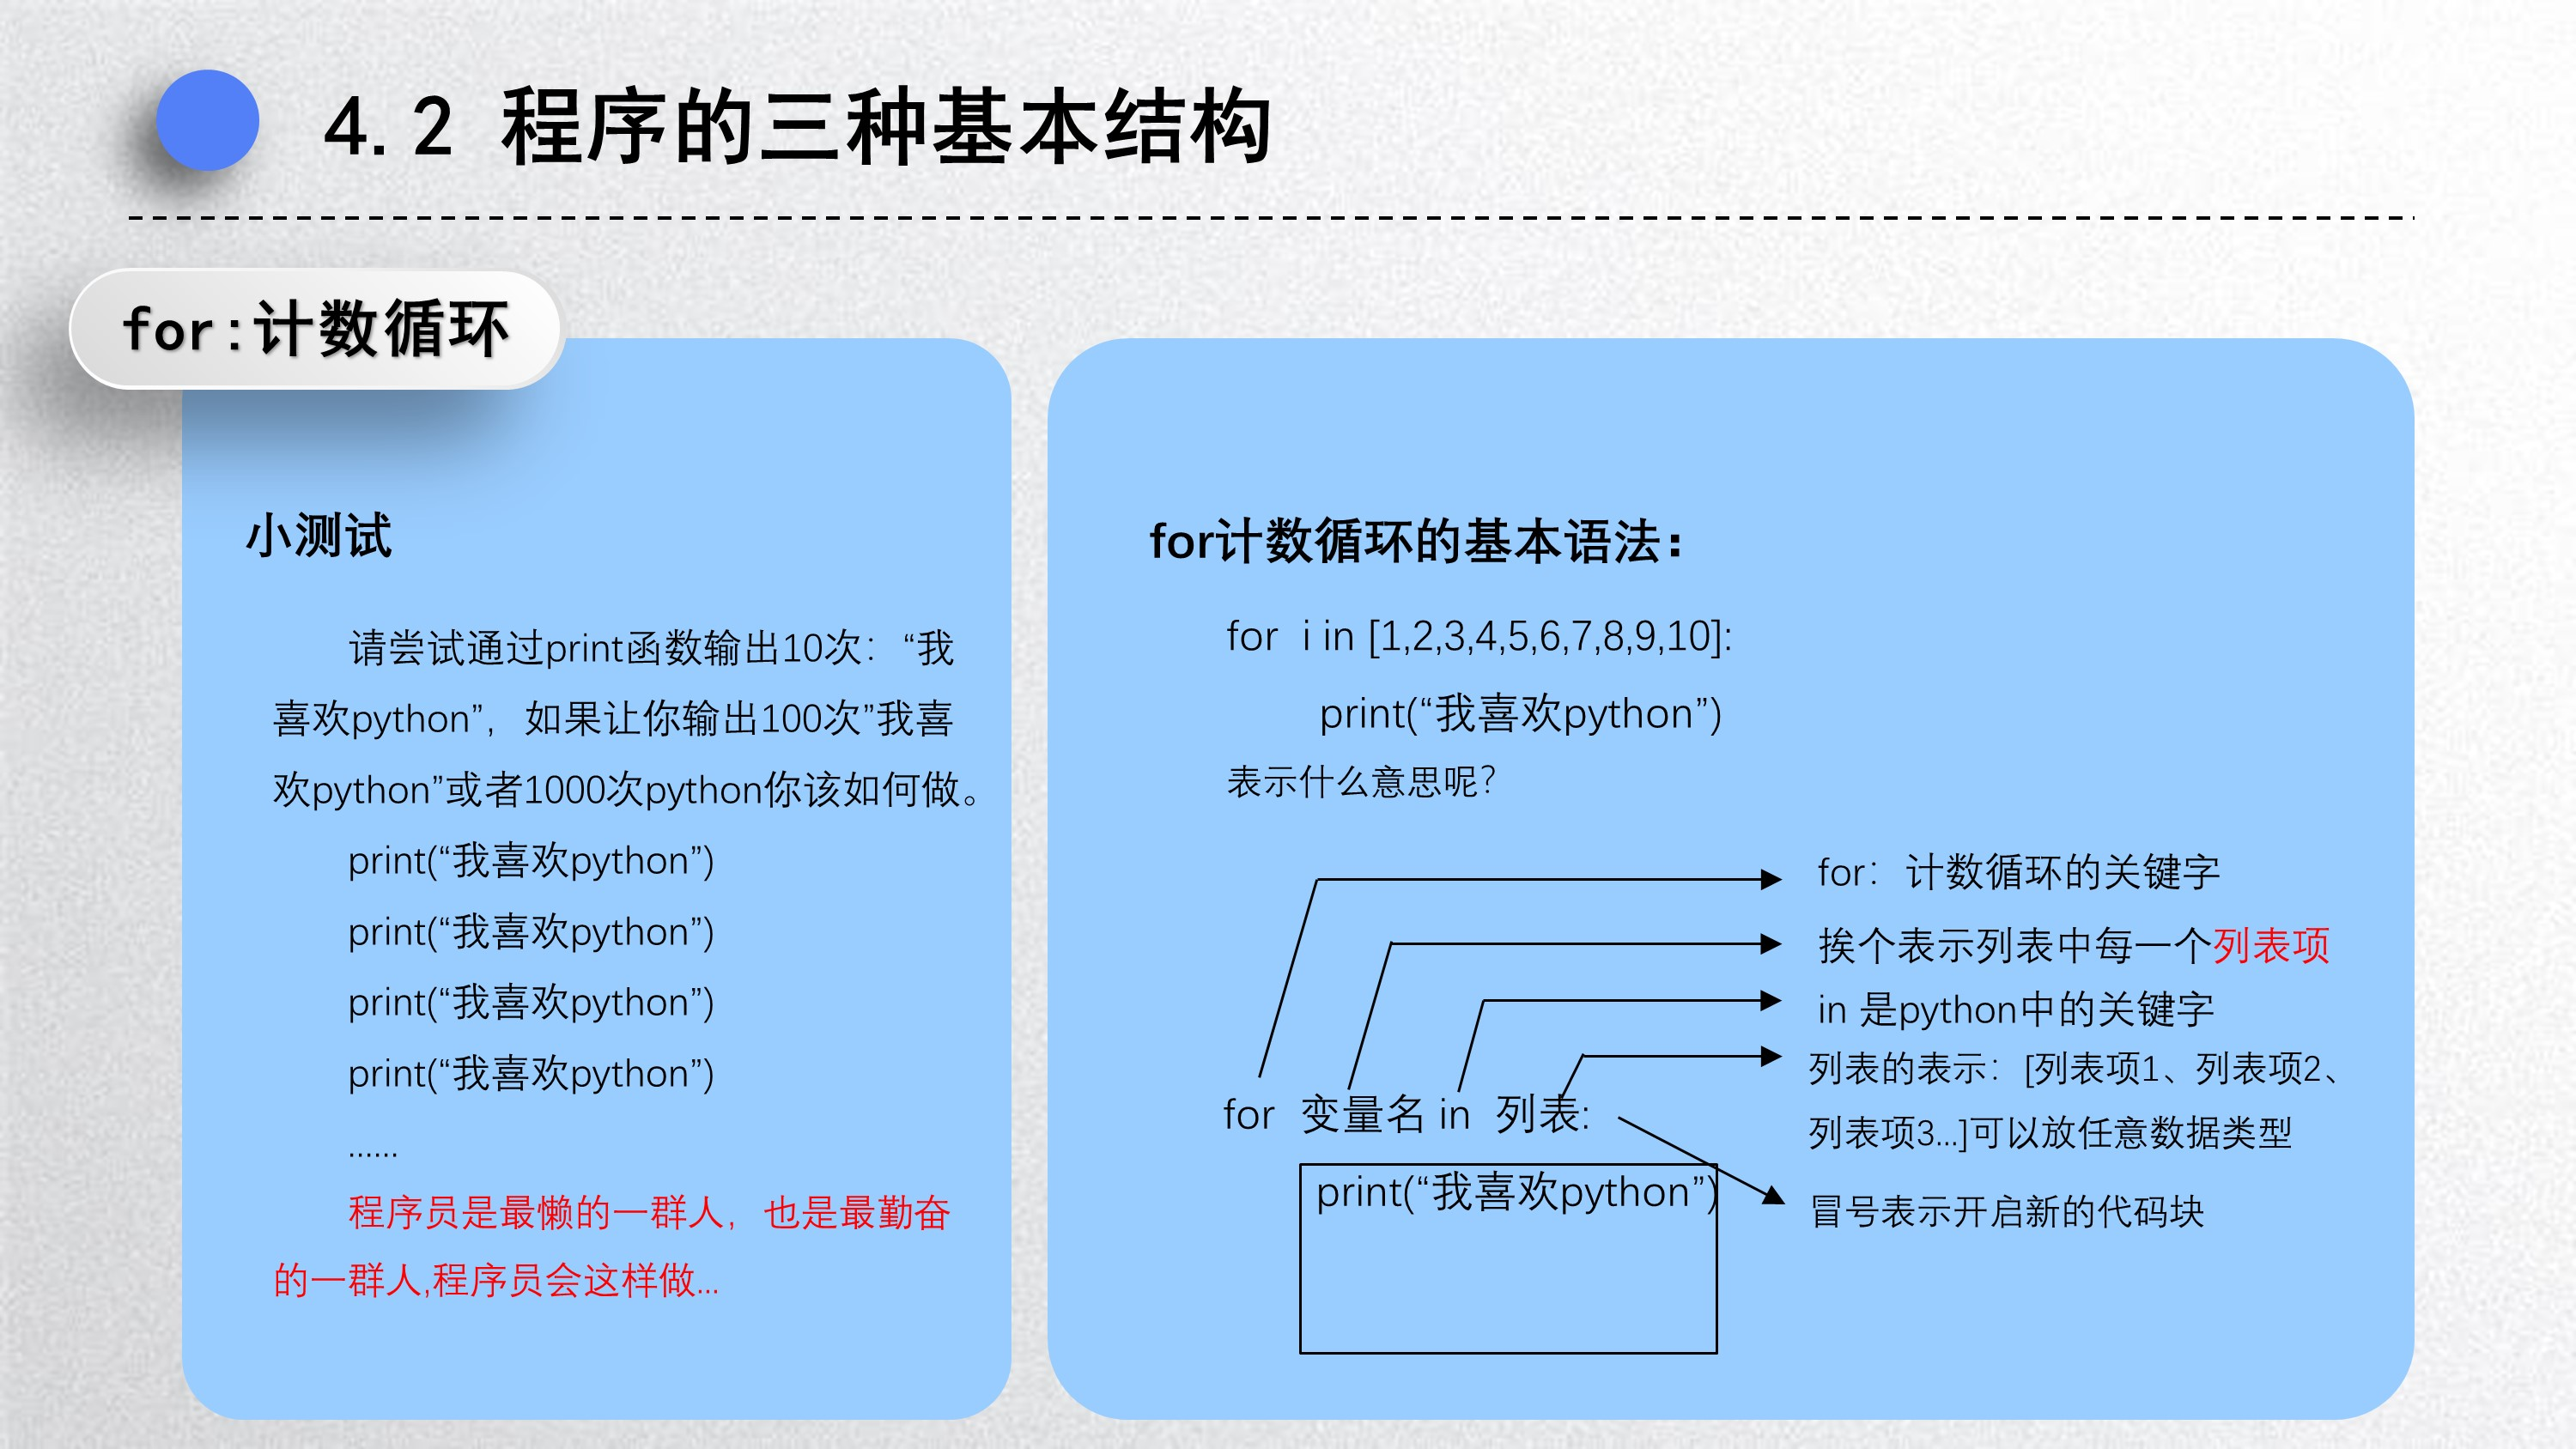 4.2 程序的三种基本结构
for:计数循环
小测试
请尝试通过print函数输出10次：“我
喜欢python”，如果让你输出100次”我喜
欢python”或者1000次python你该如何做。
print(“我喜欢python”)
print(“我喜欢python”)
print(“我喜欢python”)
print(“我喜欢python”)
......
程序员是最懒的一群人，也是最勤奋
的一群人,程序员会这样做...
for计数循环的基本语法：
for i in [1,2,3,4,5,6,7,8,9,10]:
print(“我喜欢python”)
表示什么意思呢？
for：计数循环的关键字
挨个表示列表中每一个列表项
in 是python中的关键字
列表的表示：[列表项1、列表项2、
列表项3...]可以放任意数据类型
for 变量名 in 列表:
print(“我喜欢python”)
冒号表示开启新的代码块